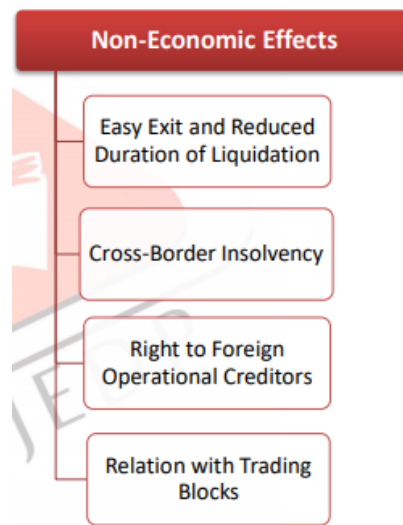 Non-Economic Effects
Easy Exit and Reduced
Duration of Liquidation
Cross-Border Insolvency
Right to Foreign
Operational Creditors
Relation with Trading
Blocks